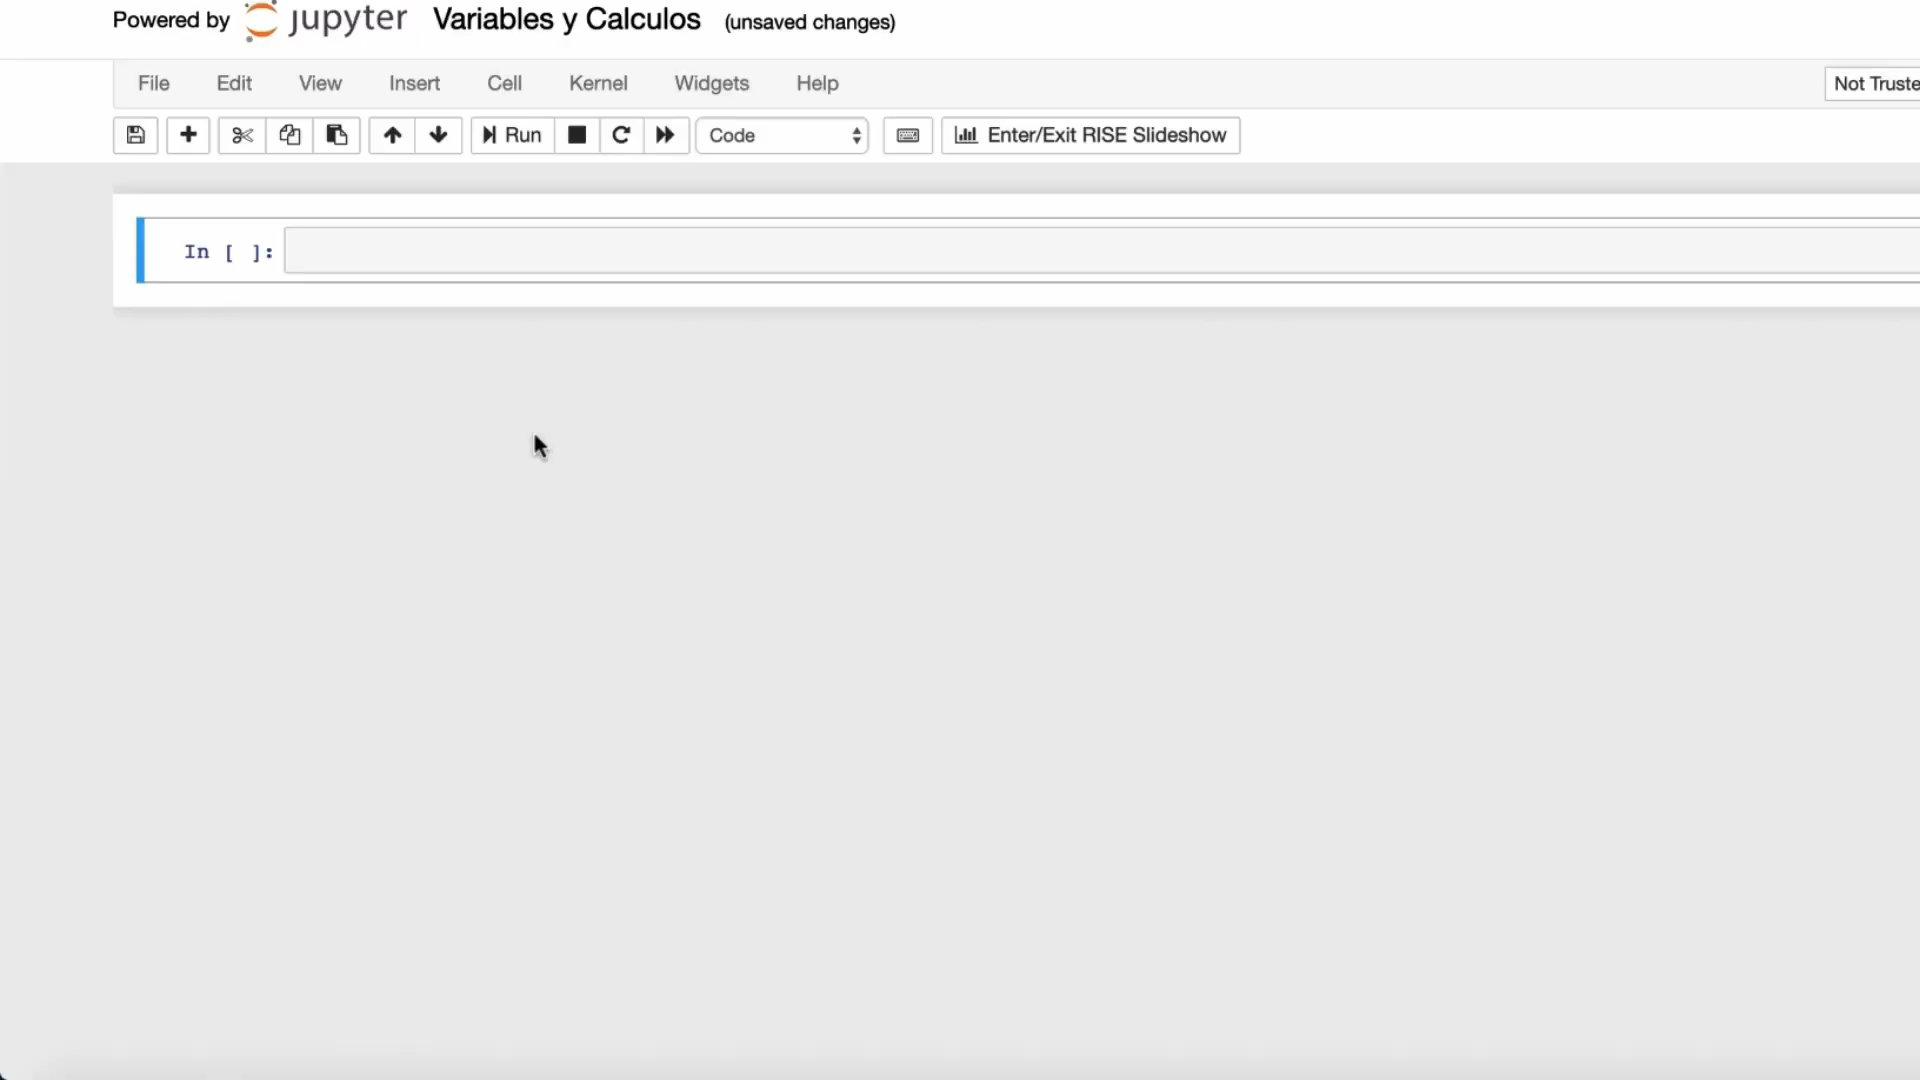 Powered by jupyter Variables y Calculos (unsaved changes)
File Edit View Insert Cell Kernel Widgets Help Not Truste
Run Code Enter/Exit RISE Slideshow
In [ ]: